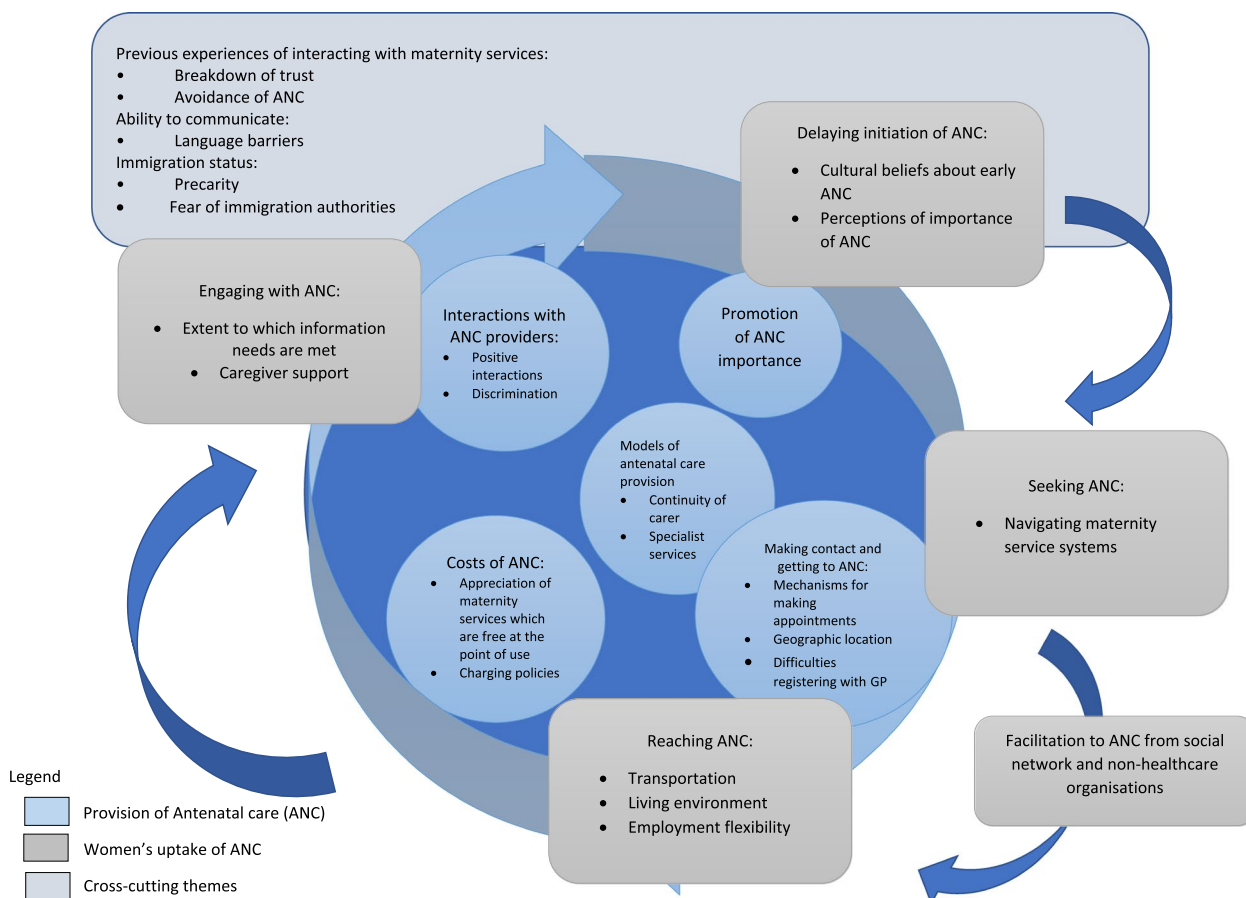 Previous experiences of interacting with maternity services:
• Breakdown of trust
• Avoidance of ANC
Ability to communicate:
• Language barriers
Immigration status:
• Precarity
• Fear of immigration authorities
Delaying initiation of ANC:
• Cultural beliefs about early
ANC
• Perceptions of importance
of ANC
Engaging with ANC:
• Extent to which information
needs are met
• Caregiver support
Interactions with
ANC providers:
• Positive
interactions
• Discrimination
Promotion
of ANC
importance
Models of
antenatal care
provision
• Continuity of
carer
• Specialist
services
Seeking ANC:
• Navigating maternity
service systems
Costs of ANC:
• Appreciation of
maternity
services which
are free at the
point of use
• Charging policies
Making contact and
getting to ANC:
• Mechanisms for
making
appointments
• Geographic location
• Difficulties
registering with GP
Reaching ANC:
• Transportation
• Living environment
• Employment flexibility
Facilitation to ANC from social
network and non-healthcare
organisations
Legend
Provision of Antenatal care (ANC)
Women's uptake of ANC
Cross-cutting themes